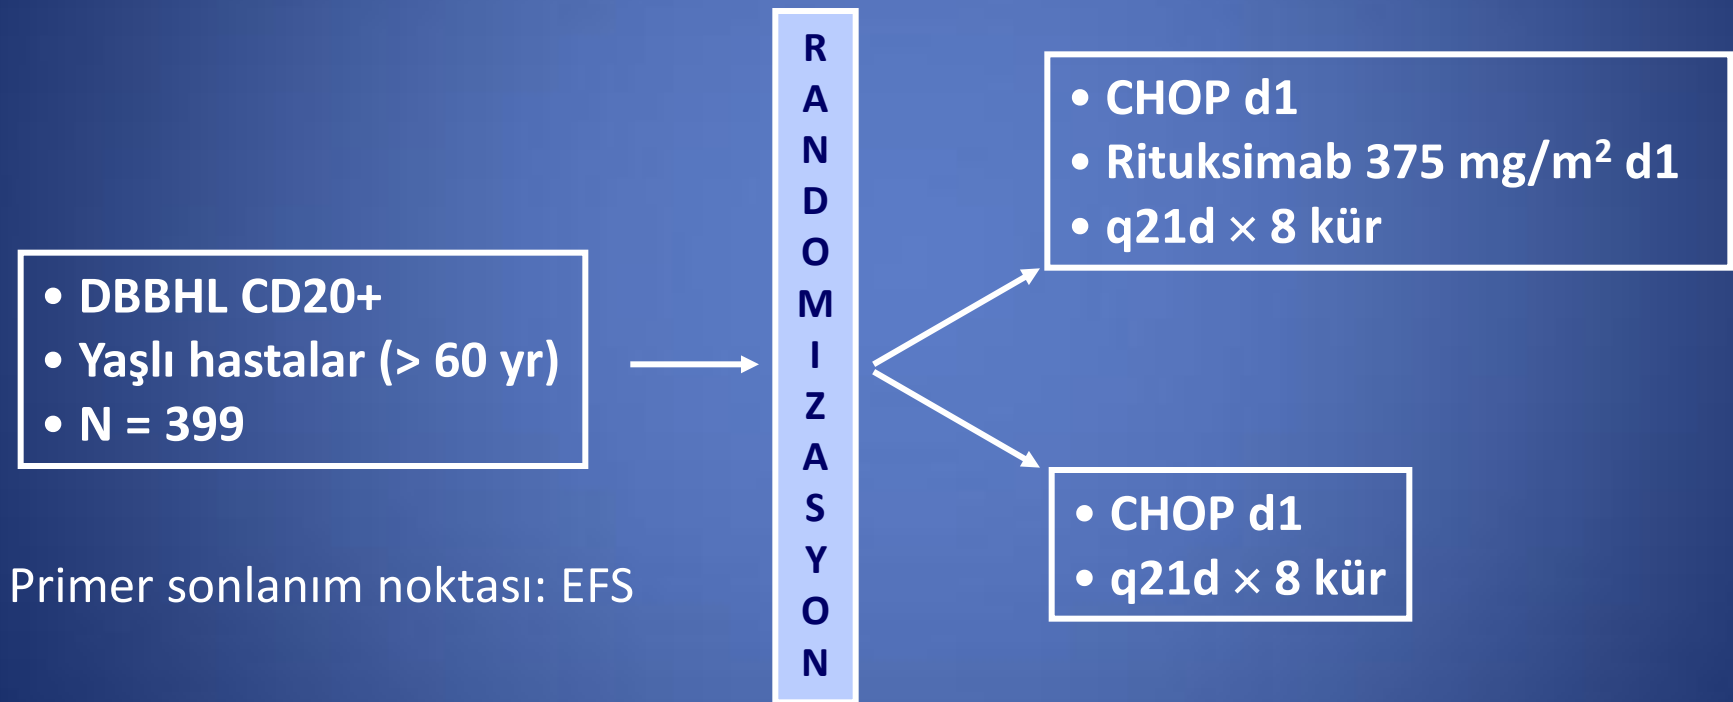 • DBBHL CD20+
• Yaşlı hastalar (> 60 yr)
• N = 399
Primer sonlanım noktası: EFS
R
A
N
D
O
M
I
Z
A
S
Y
O
N
• CHOP d1
• Rituksimab 375 mg/m² d1
• q21d × 8 kür
• CHOP d1
• q21d × 8 kür